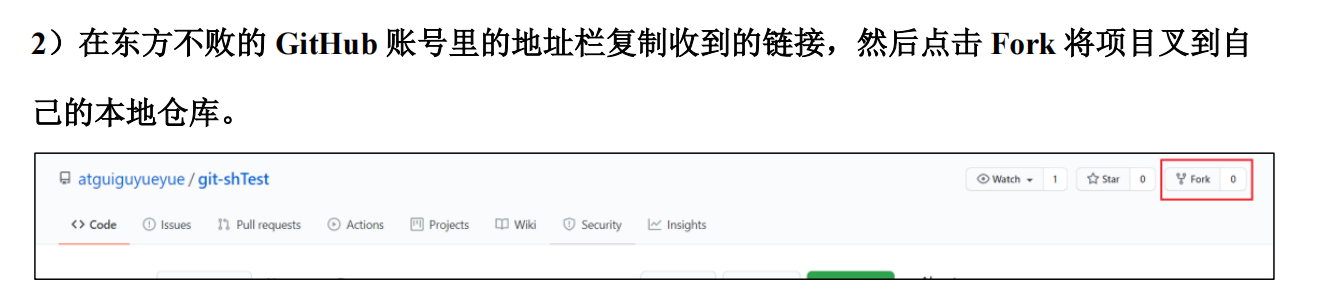 2）在东方不败的 GitHub 账号里的地址栏复制收到的链接，然后点击 Fork 将项目叉到自
己的本地仓库。
atguiguyueyue / git-shTest Watch 1 Star 0 Fork 0
Code Issues Pull requests Actions Projects Wiki Security Insights